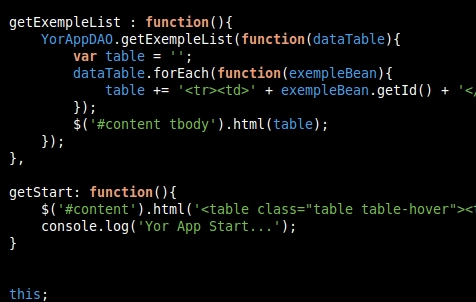 getExempleList : function(){
YorAppDAO.getExempleList(function(dataTable){
var table = '';
dataTable.forEach(function(exempleBean){
table += '<tr><td>' + exempleBean.getId() + '</
});
$('#content tbody').html(table);
});
},
getStart: function(){
$('#content').html('<table class="table table-hover"><t
console.log('Yor App Start...');
}
this;